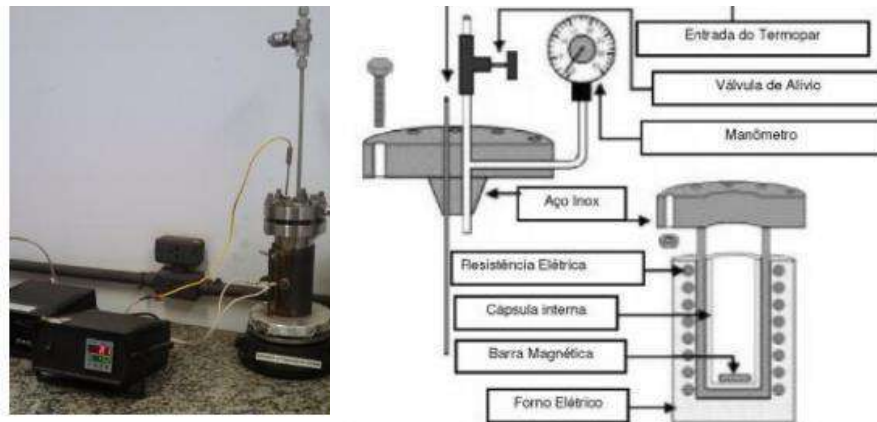 Entrada do Termopar
Válvula de Alívio
Manômetro
Aço Inox
Resistência Elétrica
Cápsula interna
Barra Magnética
Forno Elétrico